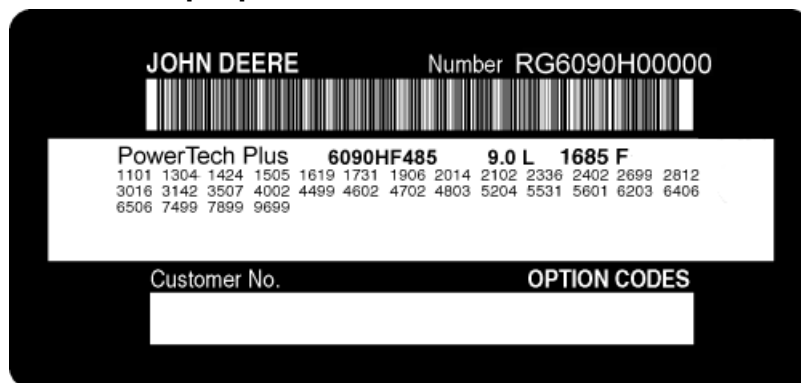 JOHN DEERE Number RG6090H00000
PowerTech Plus 6090HF485 9.0 L 1685 F
1101 1304 1424 1505 1619 1731 1906 2014 2102 2336 2402 2699 2812
3016 3142 3507 4002 4499 4602 4702 4803 5204 5531 5601 6203 6406
6506 7499 7899 9699
Customer No. OPTION CODES